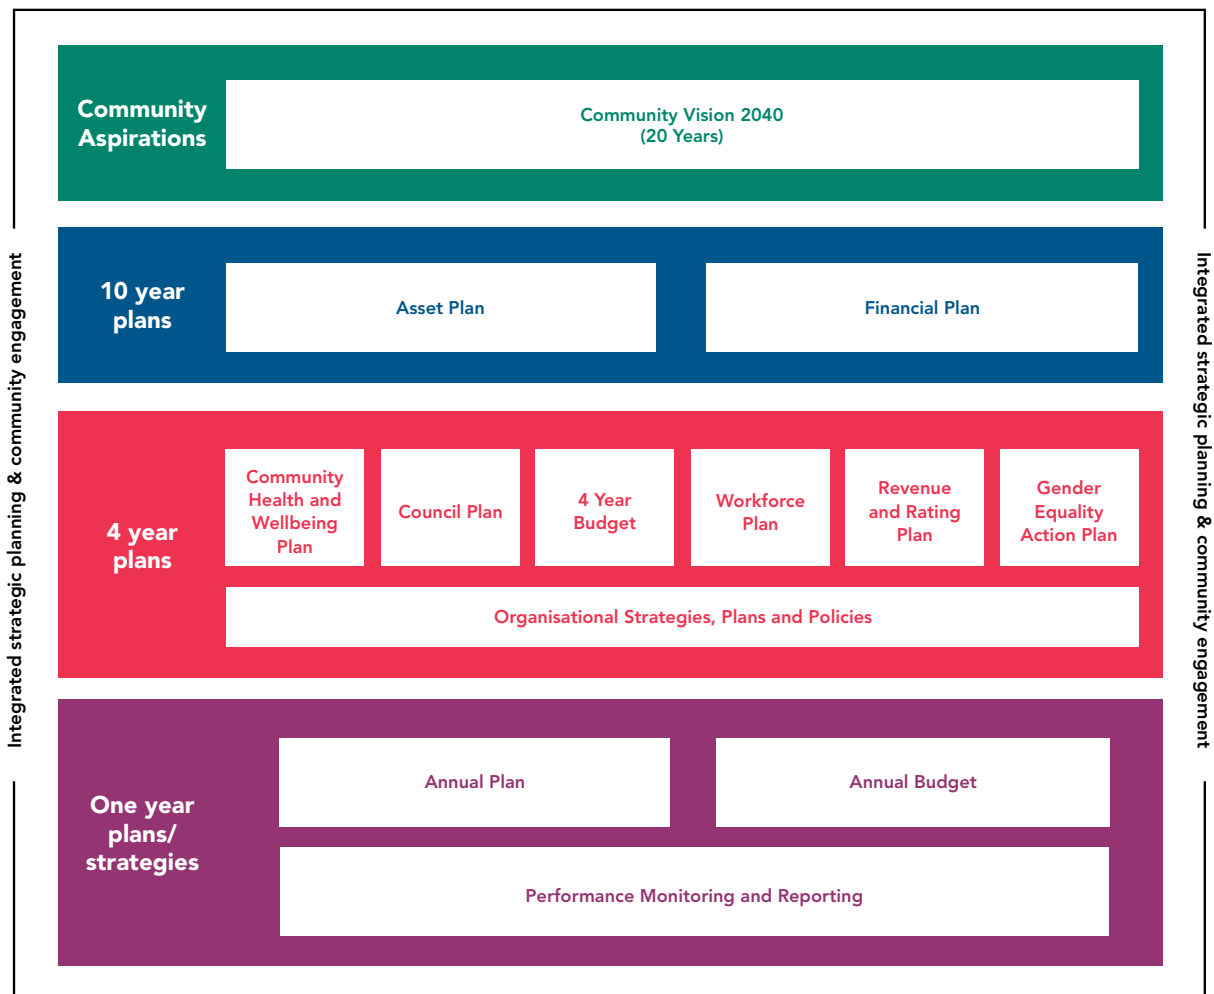 Community
Aspirations
Community Vision 2040
(20 Years)
10 year
plans
Asset Plan
Financial Plan
4 year
plans
Community
Health and
Wellbeing
Plan
Council Plan
4 Year
Budget
Workforce
Plan
Revenue
and Rating
Plan
Gender
Equality
Action Plan
Organisational Strategies, Plans and Policies
One year
plans/
strategies
Annual Plan
Annual Budget
Performance Monitoring and Reporting
Integrated strategic planning & community engagement
Integrated strategic planning & community engagement